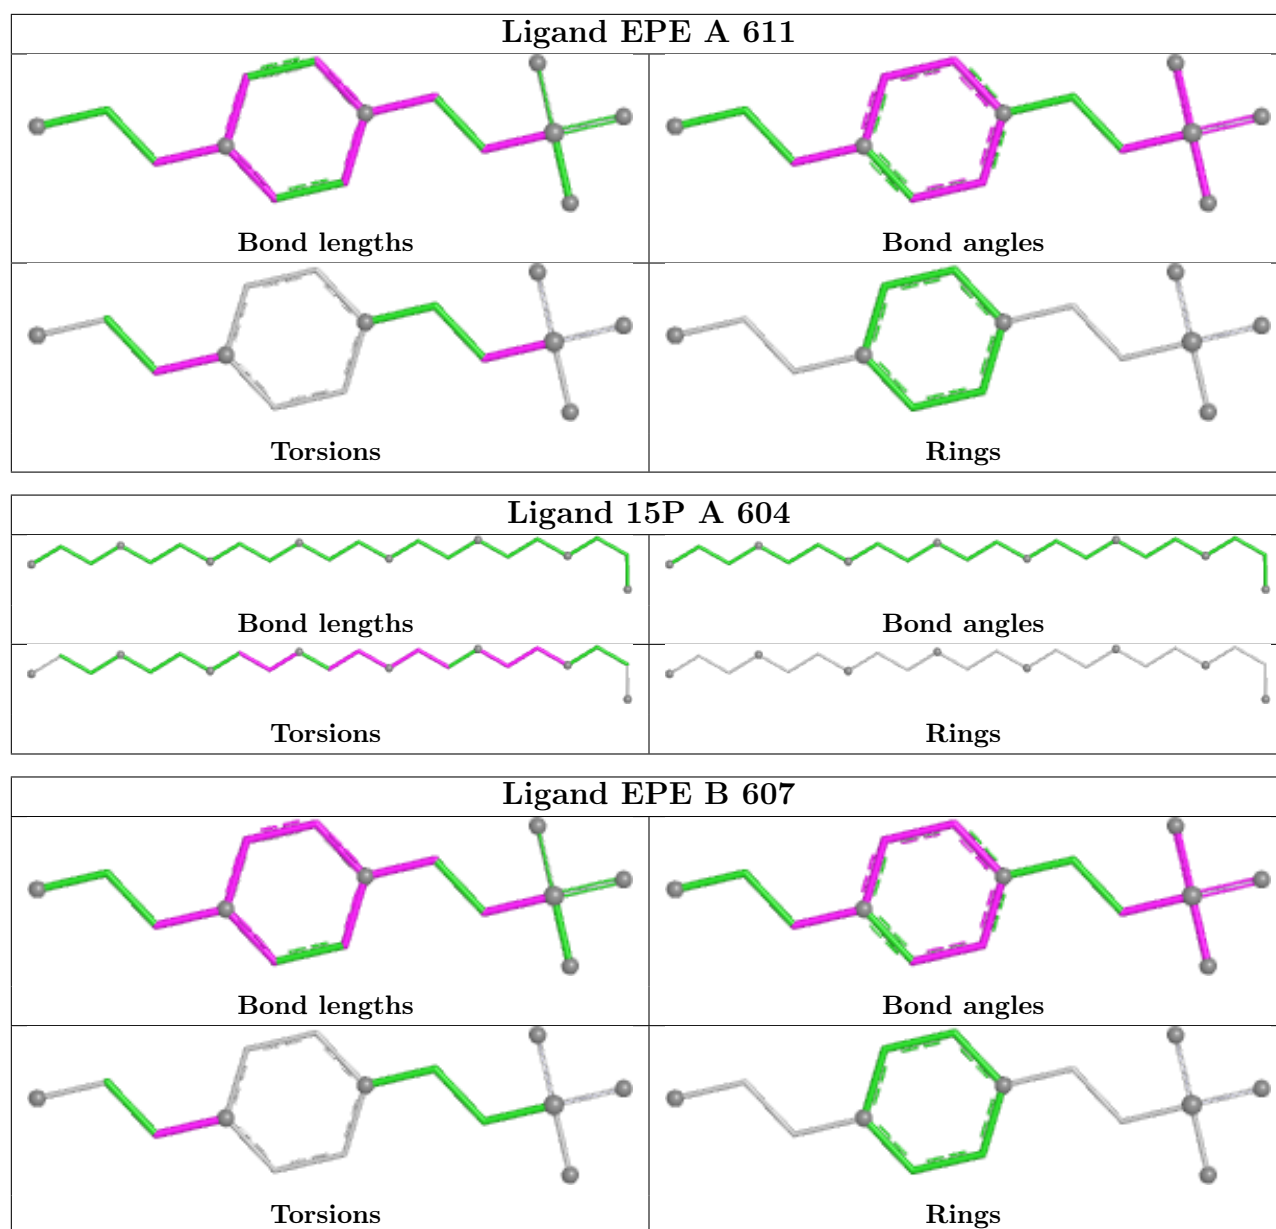 Ligand EPE A 611
Bond lengths
Bond angles
Torsions
Rings
Ligand 15P A 604
Bond lengths
Bond angles
Torsions
Rings
Ligand EPE B 607
Bond lengths
Bond angles
Torsions
Rings